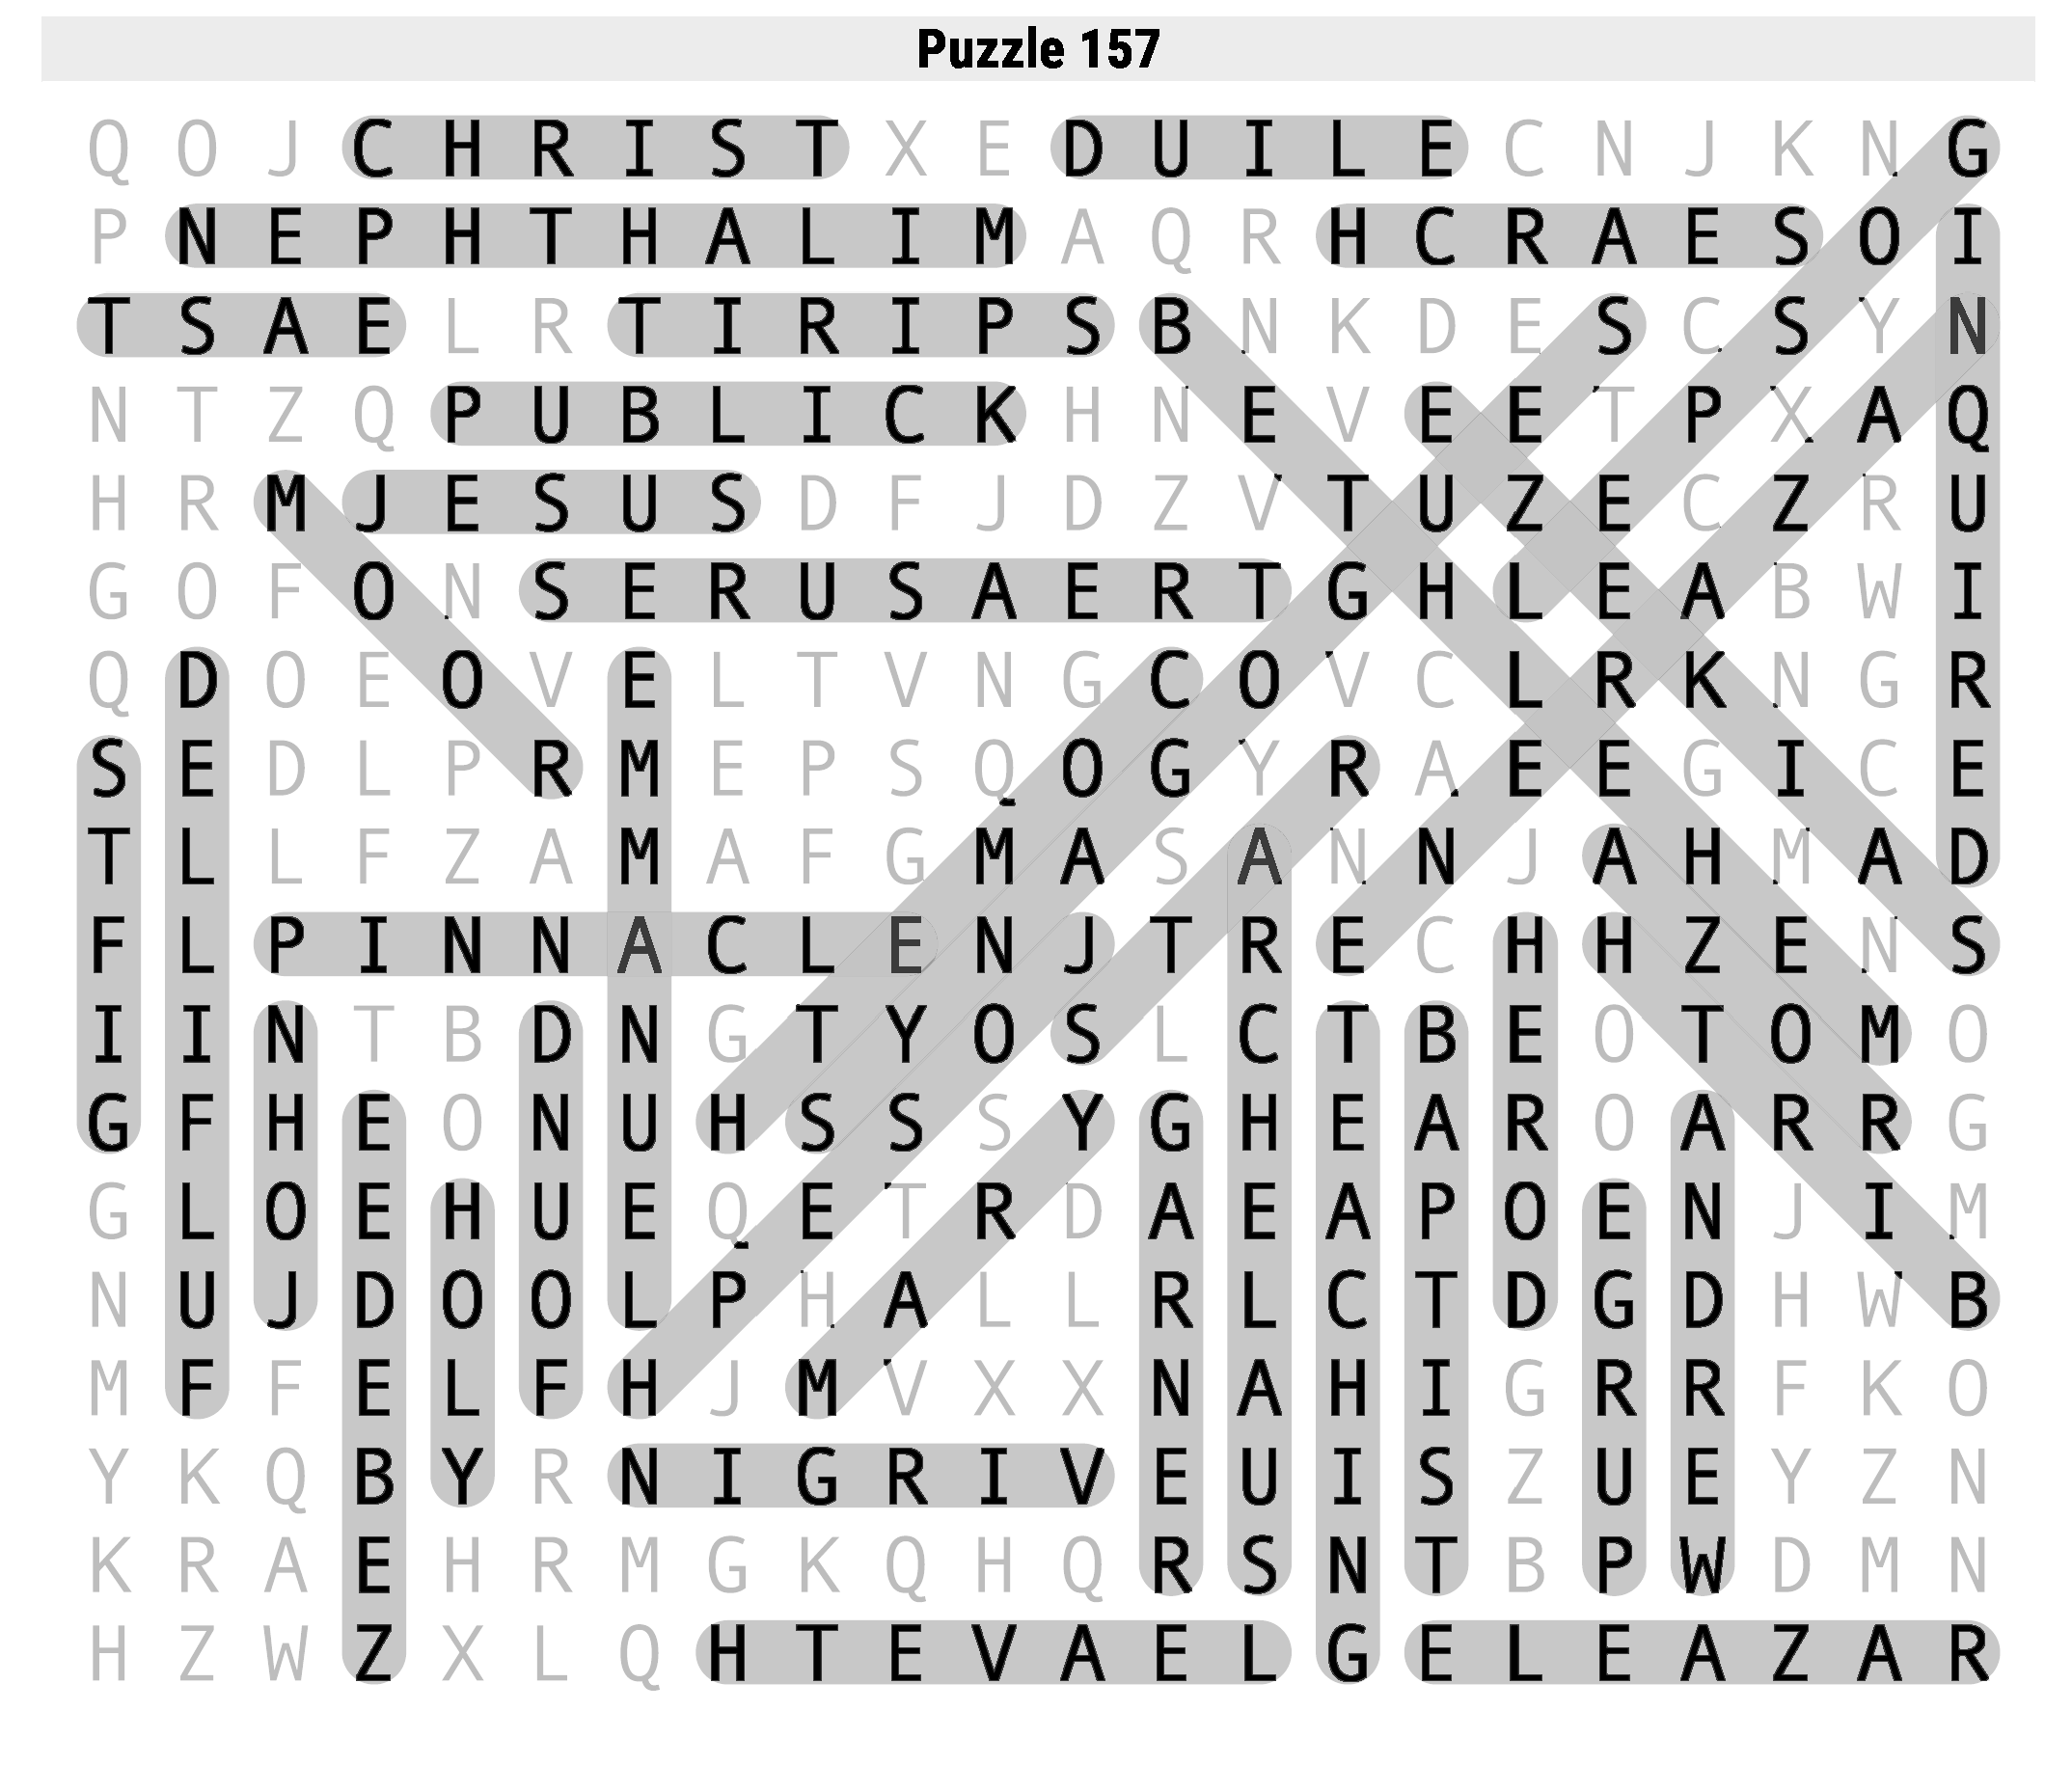 Puzzle 157
Q O J C H R I S T X E D U I L E C N J K N G
P N E P H T H A L I M A Q R H C R A E S O I
T S A E L R T I R I P S B N K D E S C S Y N
N T Z Q P U B L I C K H N E V E E T P X A Q
H R M J E S U S D F J D Z V T U Z E C Z R U
G O F O N S E R U S A E R T G H L E A B W I
Q D O E O V E L T V N G C O V C L R K N G R
S E D L P R M E P S Q O G Y R A E E G I C E
T L L F Z A M A F G M A S A N N J A H M A D
F L P I N N A C L E N J T R E C H H Z E N S
I I N T B D N G T Y O S L C T B E O T O M O
G F H E O N U H S S S Y G H E A R O A R R G
G L O E H U E Q E T R D A E A P O E N J I M
N U J D O O L P H A L L R L C T D G D H W B
M F F E L F H J M V X X N A H I G R R F K O
Y K Q B Y R N I G R I V E U I S Z U E Y Z N
K R A E H R M G K Q H Q R S N T B P W D M N
H Z W Z X L Q H T E V A E L G E L E A Z A R